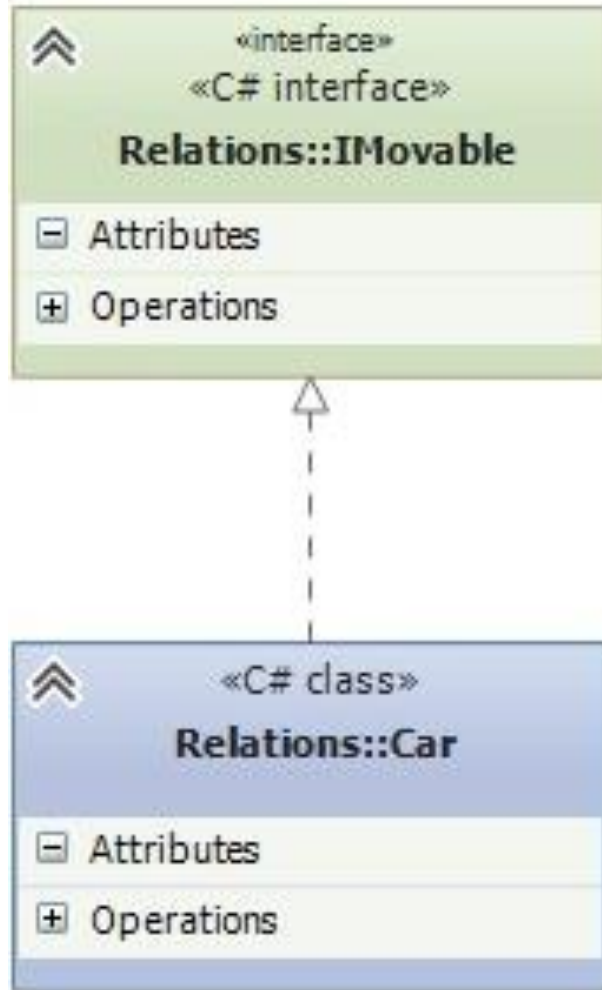 «interface»
«C# interface»
Relations::IMovable
Attributes
Operations
«C# class»
Relations::Car
Attributes
Operations